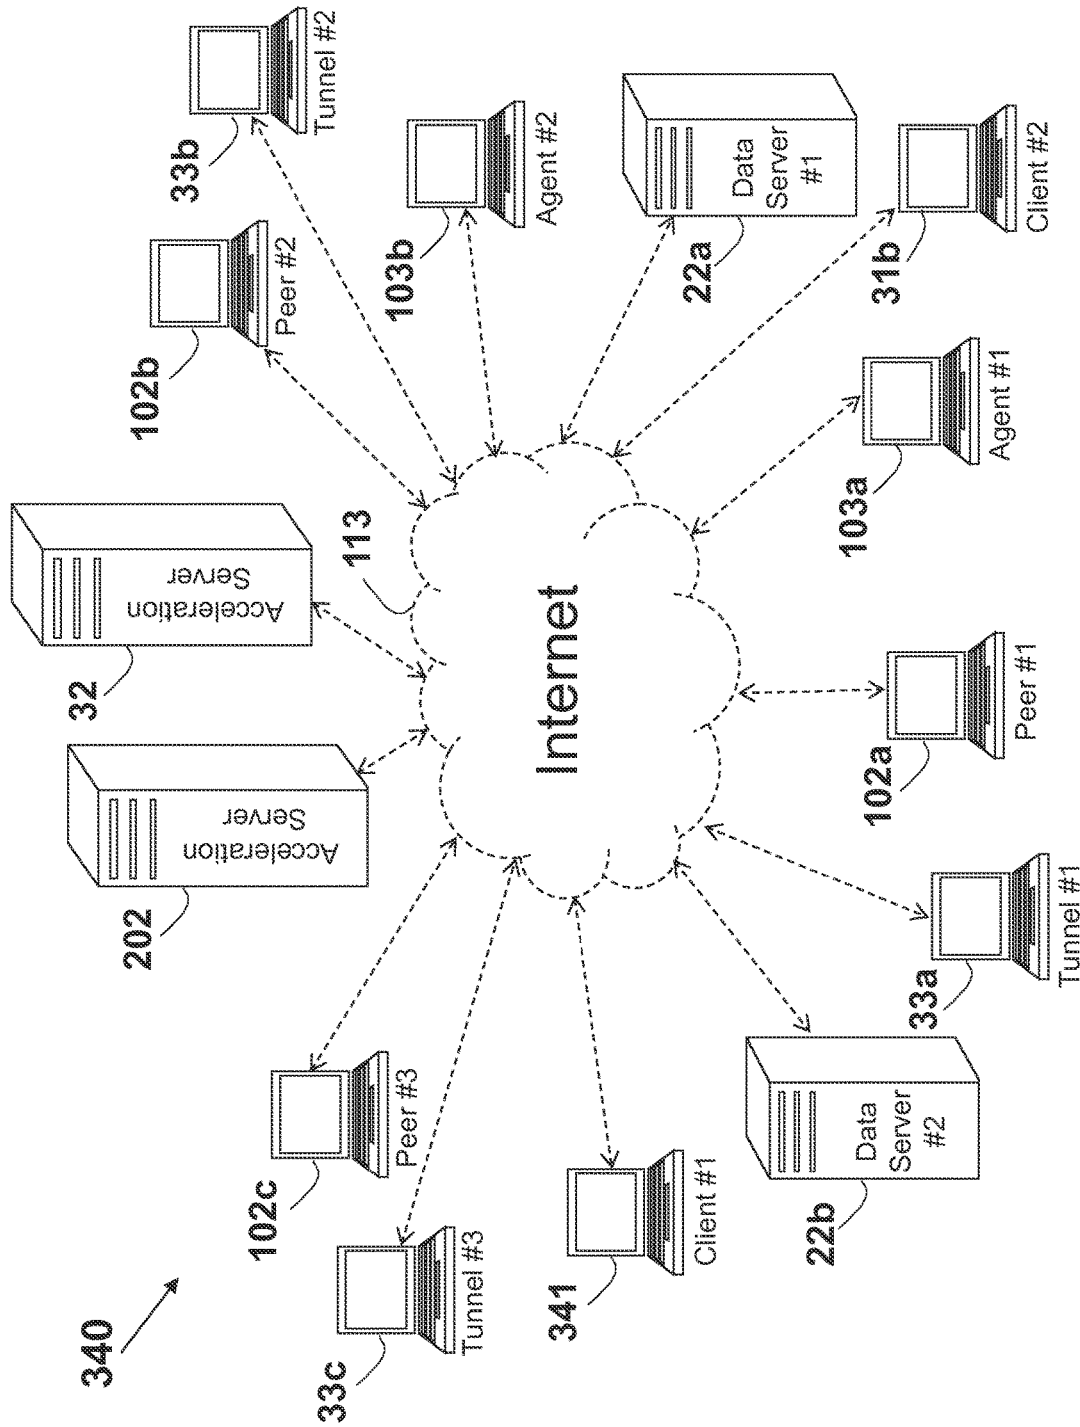 340
202
Acceleration
Server
32
Acceleration
Server
113
102b
Peer #2
33b
Tunnel #2
103b
Agent #2
22a
Data
Server
#1
31b
Client #2
103a
Agent #1
102a
Peer #1
33a
Tunnel #1
22b
Data
Server
#2
341
Client #1
33c
Tunnel #3
102c
Peer #3
Internet